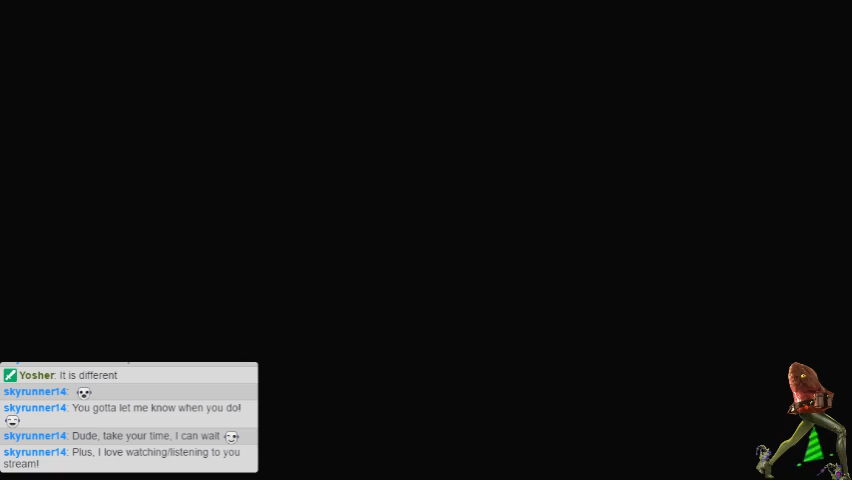 Yosher: It is different
skyrunner14:
skyrunner14: You gotta let me know when you do!
skyrunner14: Dude, take your time, I can wait
skyrunner14: Plus, I love watching/listening to you
stream!